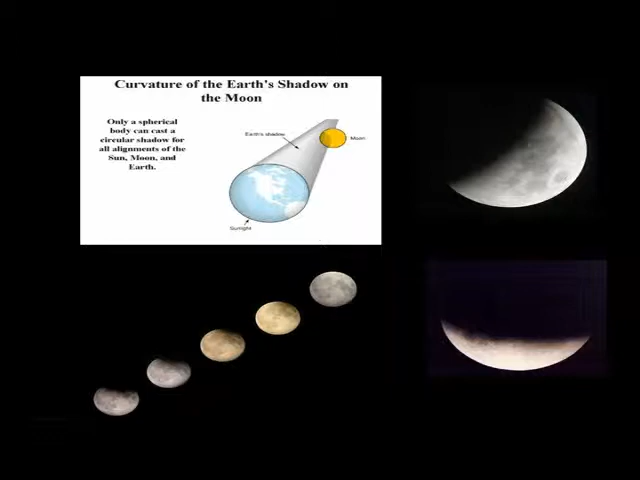 Curvature of the Earth's Shadow on
the Moon
Only a spherical
body can cast a
circular shadow for
all alignments of the
Sun, Moon, and
Earth.
Earth's shadow
Moon
Sunlight